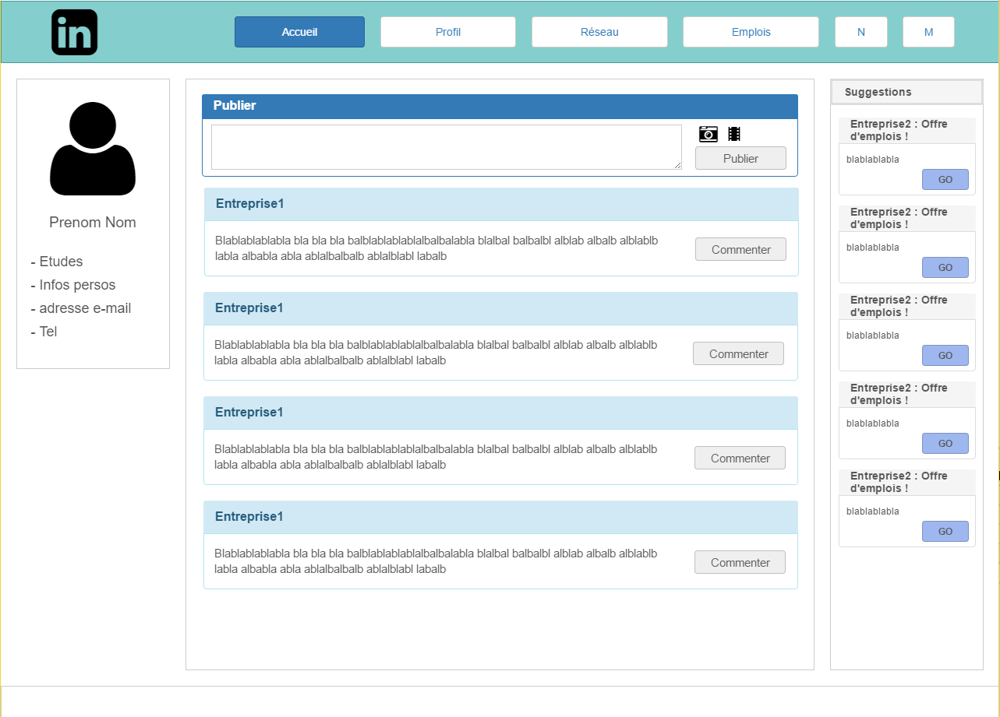 in
Accueil
Profil
Réseau
Emplois
N
M
Prenom Nom
- Etudes
- Infos persos
- adresse e-mail
- Tel
Publier
Publier
Entreprise1
Blablablablabla bla bla bla balblablablablalbalbalabla blalbal balbalbl alblab albalb alblablb
labla albabla abla ablalbalbalb ablalblabl labalb
Commenter
Entreprise1
Blablablablabla bla bla bla balblablablablalbalbalabla blalbal balbalbl alblab albalb alblablb
labla albabla abla ablalbalbalb ablalblabl labalb
Commenter
Entreprise1
Blablablablabla bla bla bla balblablablablalbalbalabla blalbal balbalbl alblab albalb alblablb
labla albabla abla ablalbalbalb ablalblabl labalb
Commenter
Entreprise1
Blablablablabla bla bla bla balblablablablalbalbalabla blalbal balbalbl alblab albalb alblablb
labla albabla abla ablalbalbalb ablalblabl labalb
Commenter
Suggestions
Entreprise2 : Offre
d'emplois !
blablablabla
GO
Entreprise2 : Offre
d'emplois !
blablablabla
GO
Entreprise2 : Offre
d'emplois !
blablablabla
GO
Entreprise2 : Offre
d'emplois !
blablablabla
GO
Entreprise2 : Offre
d'emplois !
blablablabla
GO